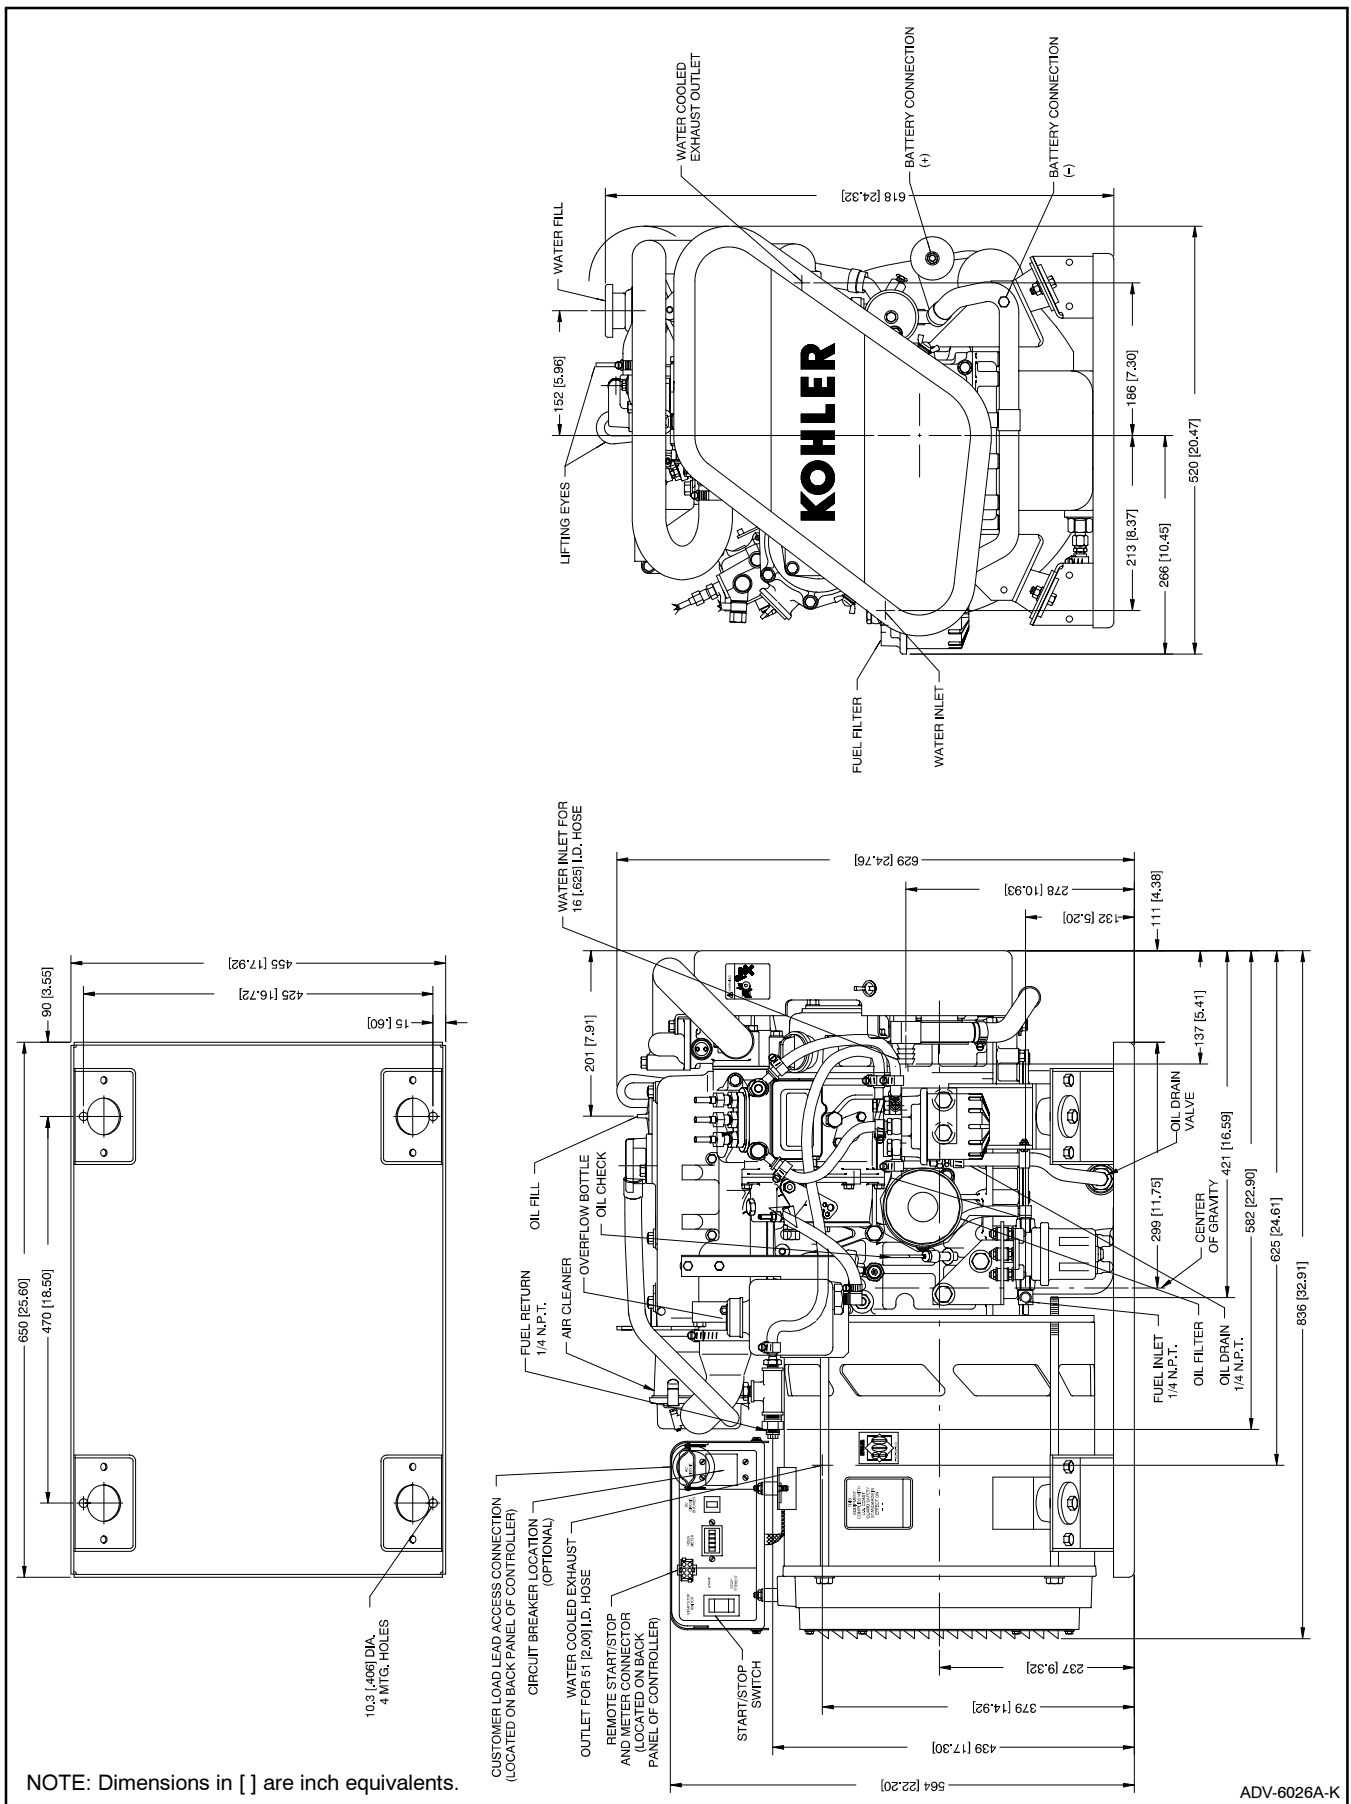 WATER COOLED
EXHAUST OUTLET
BATTERY CONNECTION
(+)
BATTERY CONNECTION
(–)
WATER FILL
618 [24.32]
152 [5.96]
LIFTING EYES
KOHLER
186 [7.30]
520 [20.47]
213 [8.37]
266 [10.45]
FUEL FILTER
WATER INLET
WATER INLET FOR
16 [.625] I.D. HOSE
629 [24.76]
278 [10.93]
132 [5.20]
111 [4.38]
455 [17.92]
425 [16.72]
15 [.60]
90 [3.55]
650 [25.60]
470 [18.50]
10.3 [.406] DIA.
4 MTG. HOLES
201 [7.91]
OIL FILL
OVERFLOW BOTTLE
OIL CHECK
FUEL RETURN
1/4 N.P.T.
AIR CLEANER
137 [5.41]
OIL DRAIN
VALVE
421 [16.59]
299 [11.75]
CENTER
OF GRAVITY
582 [22.90]
625 [24.61]
836 [32.91]
FUEL INLET
1/4 N.P.T.
OIL FILTER
OIL DRAIN
1/4 N.P.T.
CUSTOMER LOAD LEAD ACCESS CONNECTION
(LOCATED ON BACK PANEL OF CONTROLLER)
CIRCUIT BREAKER LOCATION
(OPTIONAL)
WATER COOLED EXHAUST
OUTLET FOR 51 [2.00] I.D. HOSE
REMOTE START/STOP
AND METER CONNECTOR
(LOCATED ON BACK
PANEL OF CONTROLLER)
START/STOP
SWITCH
237 [9.32]
379 [14.92]
439 [17.30]
564 [22.20]
NOTE: Dimensions in [ ] are inch equivalents.
ADV-6026A-K